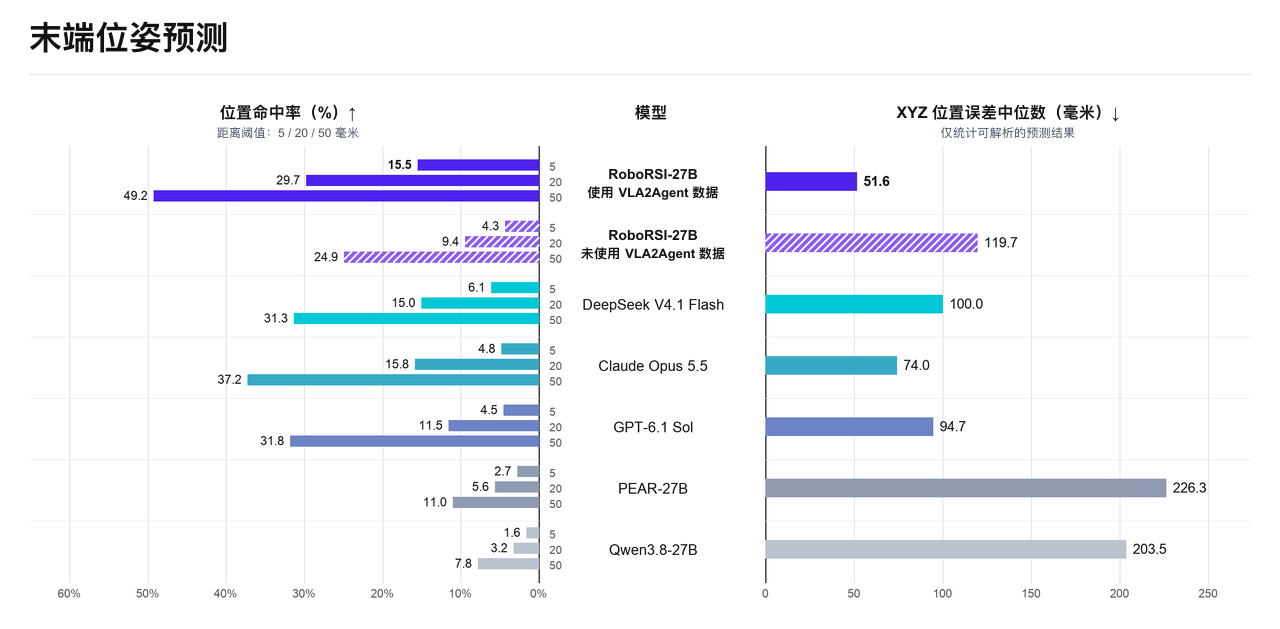 末端位姿预测
位置命中率（%）↑
距离阈值：5 / 20 / 50 毫米
模型
XYZ 位置误差中位数（毫米）↓
仅统计可解析的预测结果
15.5 5
29.7 20
49.2 50
RoboRSI-27B
使用 VLA2Agent 数据
51.6
4.3 5
9.4 20
24.9 50
RoboRSI-27B
未使用 VLA2Agent 数据
119.7
6.1 5
15.0 20
31.3 50
DeepSeek V4.1 Flash
100.0
4.8 5
15.8 20
37.2 50
Claude Opus 5.5
74.0
4.5 5
11.5 20
31.8 50
GPT-6.1 Sol
94.7
2.7 5
5.6 20
11.0 50
PEAR-27B
226.3
1.6 5
3.2 20
7.8 50
Qwen3.8-27B
203.5
60% 50% 40% 30% 20% 10% 0%
0 50 100 150 200 250